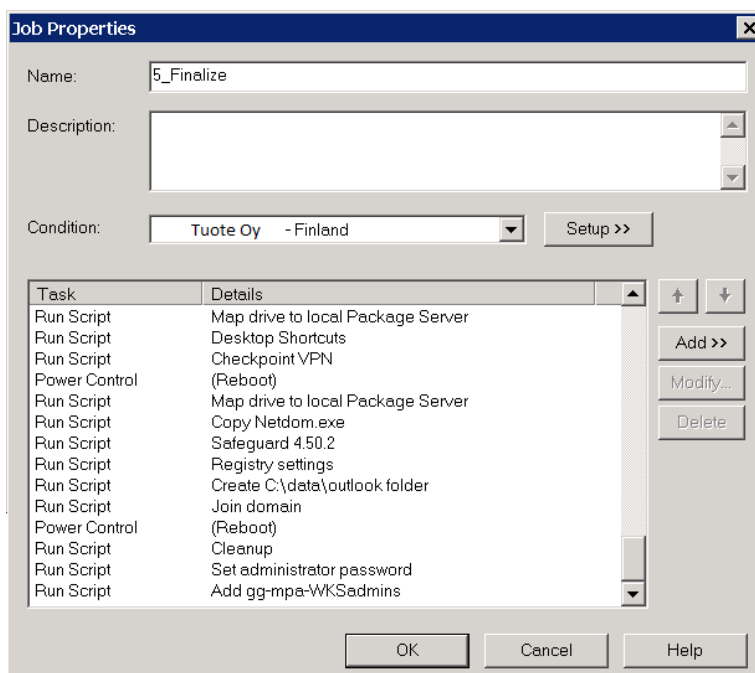 Job Properties
Name: 5_Finalize
Description:
Condition: Tuote Oy - Finland Setup >>
Task Details
Run Script Map drive to local Package Server
Run Script Desktop Shortcuts
Add >>
Run Script Checkpoint VPN
Power Control (Reboot)
Modify...
Run Script Map drive to local Package Server
Run Script Copy Netdom.exe
Delete
Run Script Safeguard 4.50.2
Run Script Registry settings
Run Script Create C:\data\outlook folder
Run Script Join domain
Power Control (Reboot)
Run Script Cleanup
Run Script Set administrator password
Run Script Add gg-mpa-WKSadmins
OK Cancel Help